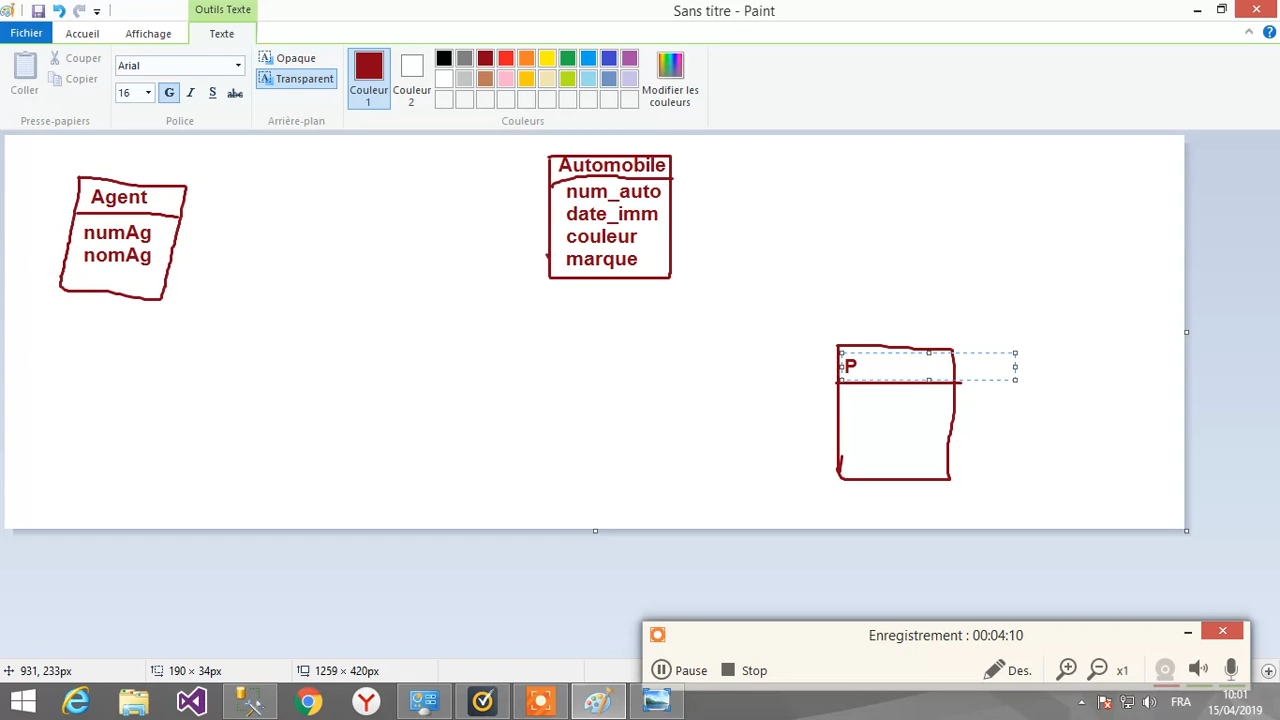 Outils Texte
Sans titre - Paint
Fichier
Accueil
Affichage
Texte
Coller
Couper
Copier
Presse-papiers
Arial
16
G
I
S
abc
Police
Opaque
Transparent
Arrière-plan
Couleur
1
Couleur
2
Modifier les
couleurs
Couleurs
Agent
numAg
nomAg
Automobile
num_auto
date_imm
couleur
marque
P
Enregistrement : 00:04:10
Pause
Stop
Des.
x1
931, 233px
190 × 34px
1259 × 420px
FRA
10:01
15/04/2019